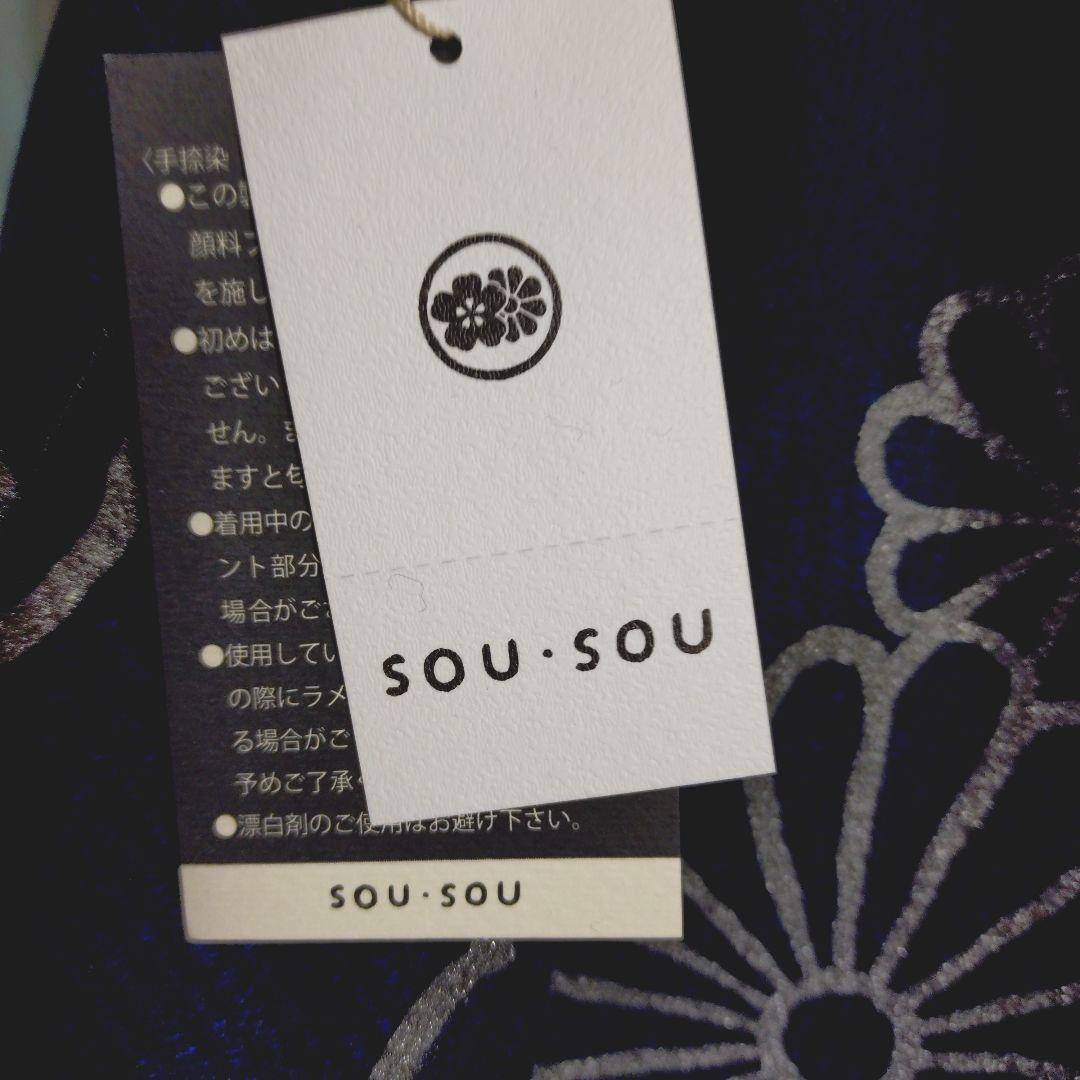 〈手捺染
●この
顔料
を施し
●初めは
ござい
せん。
ますと
●着用中の
ント部分
場合がご
●使用してい
の際にラメ
る場合がご
予めご了承
●漂白剤のご使用はお避け下さい。
SOU・SOU
SOU・SOU